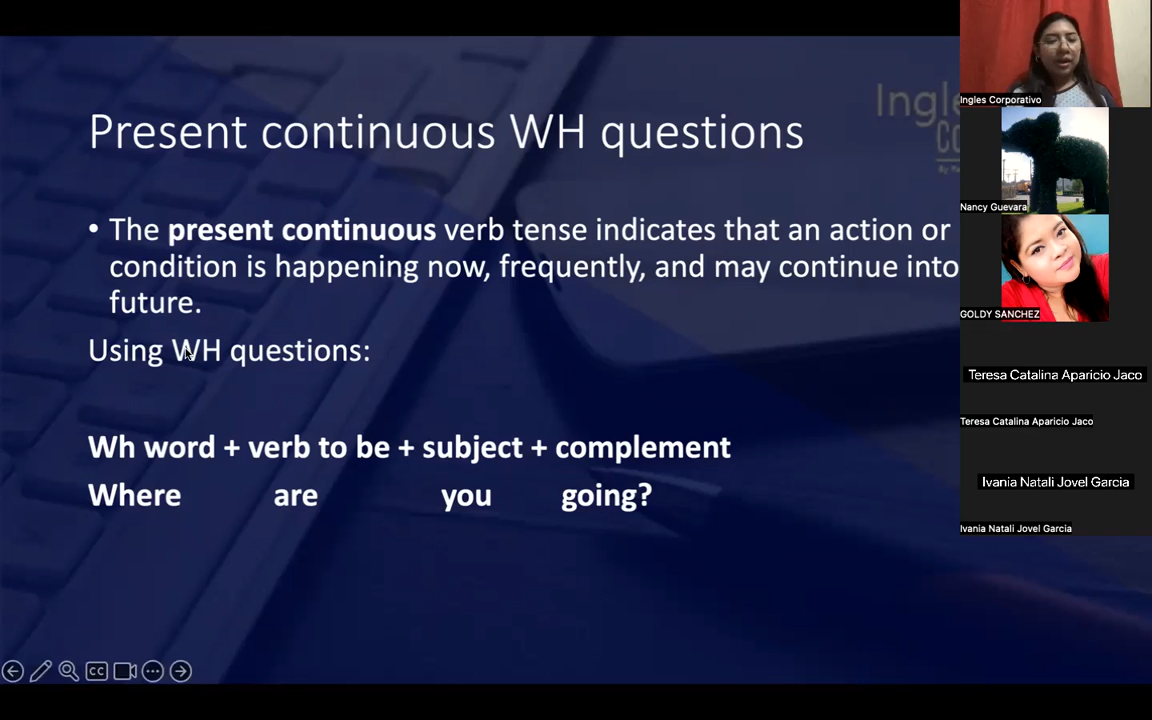 Present continuous WH questions
Ingl
CO
• The present continuous verb tense indicates that an action or
condition is happening now, frequently, and may continue into
future.
Using WH questions:
Wh word + verb to be + subject + complement
Where are you going?
CC
Ingles Corporativo
Nancy Guevara
GOLDY SANCHEZ
Teresa Catalina Aparicio Jaco
Teresa Catalina Aparicio Jaco
Ivania Natali Jovel Garcia
Ivania Natali Jovel Garcia